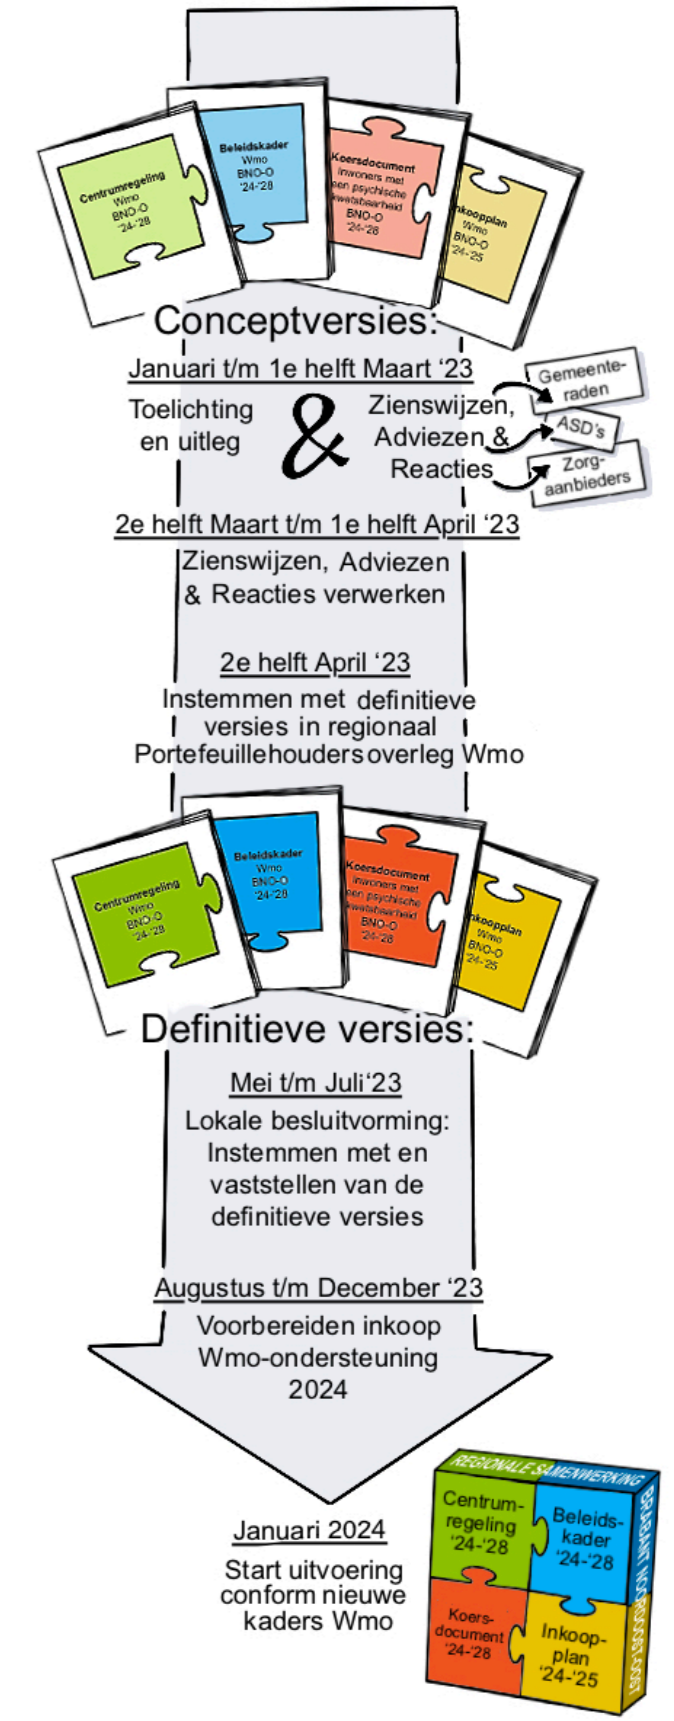 Centrumregeling
Wmo
BNO-O
'24-'28
Beleidskader
Wmo
BNO-O
'24-'28
Koersdocument
Inwoners met
een psychische
kwetsbaarheid
BNO-O
'24-'28
nkoopplan
Wmo
BNO-O
'24-'25
Conceptversies:
Januari t/m 1e helft Maart ‘23
Toelichting
en uitleg
&
Zienswijzen,
Adviezen &
Reacties
Gemeente-
raden
ASD's
Zorg-
aanbieders
2e helft Maart t/m 1e helft April ‘23
Zienswijzen, Adviezen
& Reacties verwerken
2e helft April ‘23
Instemmen met definitieve
versies in regionaal
Portefeuillehoudersoverleg Wmo
Centrumregeling
Wmo
BNO-O
'24-'28
Beleidskader
Wmo
BNO-O
'24-'28
Koersdocument
Inwoners met
een psychische
kwetsbaarheid
BNO-O
'24-'28
nkoopplan
Wmo
BNO-O
'24-'25
Definitieve versies:
Mei t/m Juli‘23
Lokale besluitvorming:
Instemmen met en
vaststellen van de
definitieve versies
Augustus t/m December ‘23
Voorbereiden inkoop
Wmo-ondersteuning
2024
Januari 2024
Start uitvoering
conform nieuwe
kaders Wmo
REGIONALE SAMENWERKING
BRABANT NOORDOOST-OOST
Centrum-
regeling
‘24-‘28
Beleids-
kader
‘24-‘28
Koers-
document
‘24-‘28
Inkoop-
plan
‘24-‘25